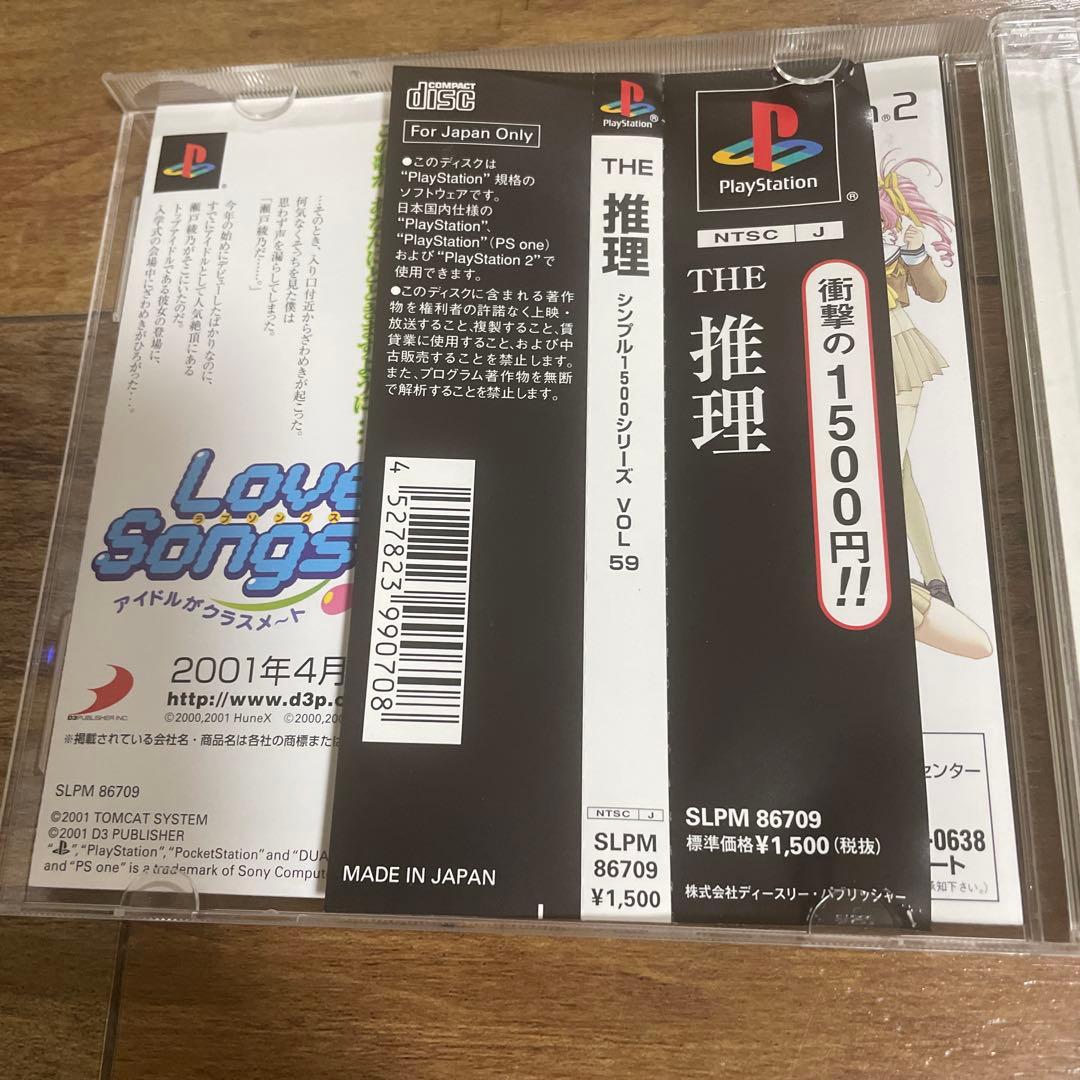 …そのとき、入り口付近からざわめきが起こった。
何気なくそっちを見た僕は
思わず声を漏らしてしまった。
「瀬戸綾乃だ……。」
今年の始めにデビューしたばかりなのに、
すでにアイドルとして人気絶頂にある
瀬戸綾乃がそこにいたのだ。
トップアイドルである彼女の登場に、
入学式の会場中にざわめきがひろがった…。
Love
ラブソングス
Songs
アイドルがクラスメ〜ト
2001年4月
D3PUBLISHER INC.
http://www.d3p.c
©2000,2001 HuneX ©2000,200
※掲載されている会社名・商品名は各社の商標または
SLPM 86709
©2001 TOMCAT SYSTEM
©2001 D3 PUBLISHER
"PlayStation","PocketStation"and "DUA
and "PS one" is a trademark of Sony Compute
COMPACT
disc
For Japan Only
●このディスクは
"PlayStation" 規格の
ソフトウェアです。
日本国内仕様の
"PlayStation"、
"PlayStation"(PS one)
および"PlayStation 2"で
使用できます。
●このディスクに含まれる著作
物を権利者の許諾なく上映・
放送すること、複製すること、賃
貸業に使用すること、および中
古販売することを禁止します。
また、プログラム著作物を無断
で解析することを禁止します。
4 527823 990708
MADE IN JAPAN
PlayStation®
THE
推理
シンプル1500シリーズ VOL 59
NTSC J
SLPM
86709
¥1,500
PlayStation
®
NTSC J
THE
推理
衝撃の1500円!!
SLPM 86709
標準価格¥1,500(税抜)
株式会社ディースリー・パブリッシャー
®2
センター
-0638
ート
承知下さい。)